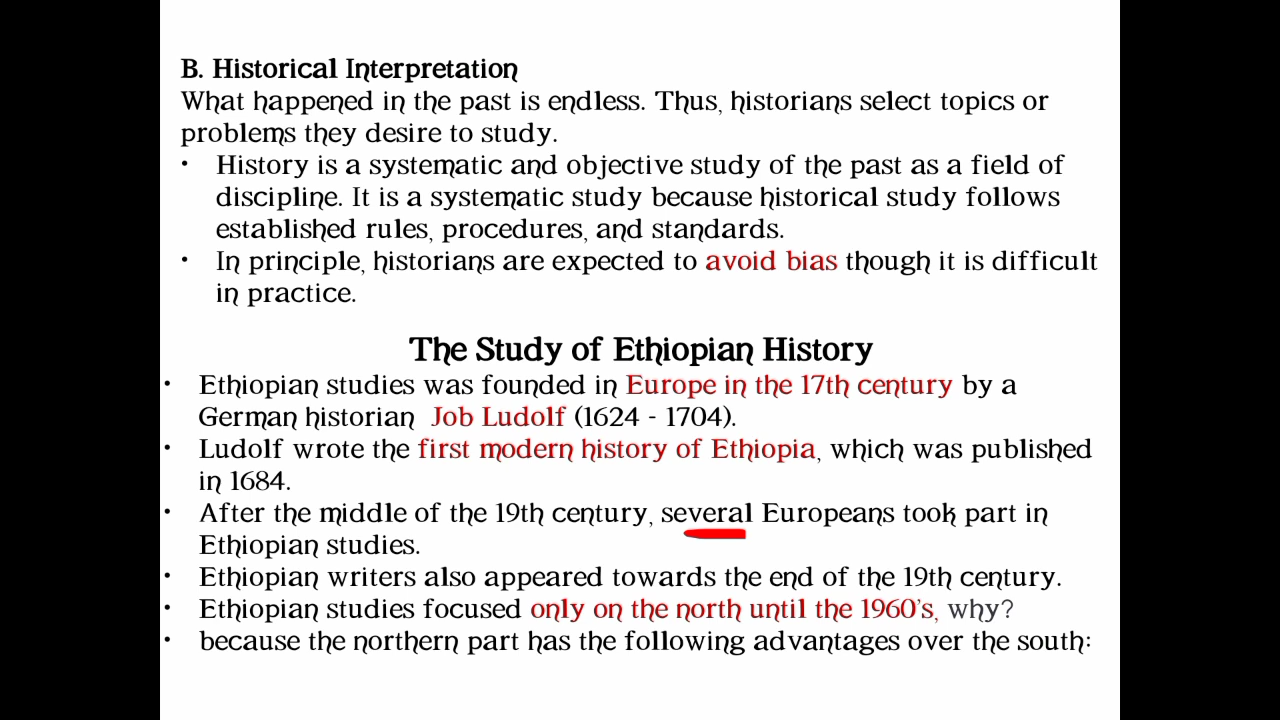 B. Historical Interpretation
What happened in the past is endless. Thus, historians select topics or
problems they desire to study.
• History is a systematic and objective study of the past as a field of
discipline. It is a systematic study because historical study follows
established rules, procedures, and standards.
• In principle, historians are expected to avoid bias though it is difficult
in practice.
The Study of Ethiopian History
• Ethiopian studies was founded in Europe in the 17th century by a
German historian Job Ludolf (1624 - 1704).
• Ludolf wrote the first modern history of Ethiopia, which was published
in 1684.
• After the middle of the 19th century, several Europeans took part in
Ethiopian studies.
• Ethiopian writers also appeared towards the end of the 19th century.
• Ethiopian studies focused only on the north until the 1960's, why?
• because the northern part has the following advantages over the south: